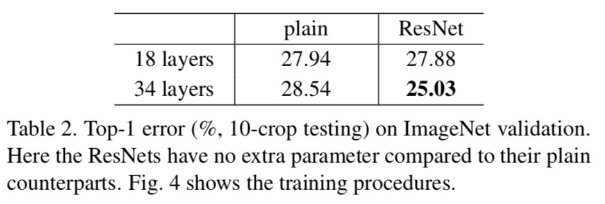 plain ResNet
18 layers 27.94 27.88
34 layers 28.54 25.03
Table 2. Top-1 error (%, 10-crop testing) on ImageNet validation.
Here the ResNets have no extra parameter compared to their plain
counterparts. Fig. 4 shows the training procedures.